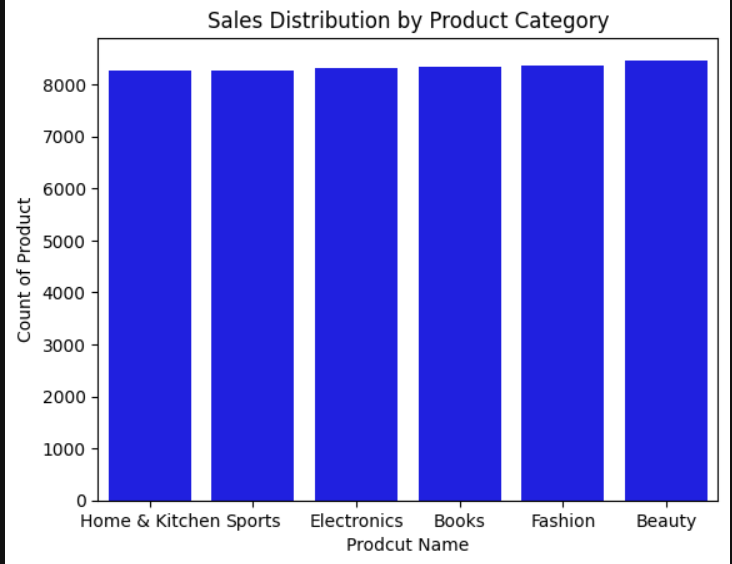 Sales Distribution by Product Category
Count of Product
8000
7000
6000
5000
4000
3000
2000
1000
0
Home & Kitchen Sports Electronics Books Fashion Beauty
Prodcut Name